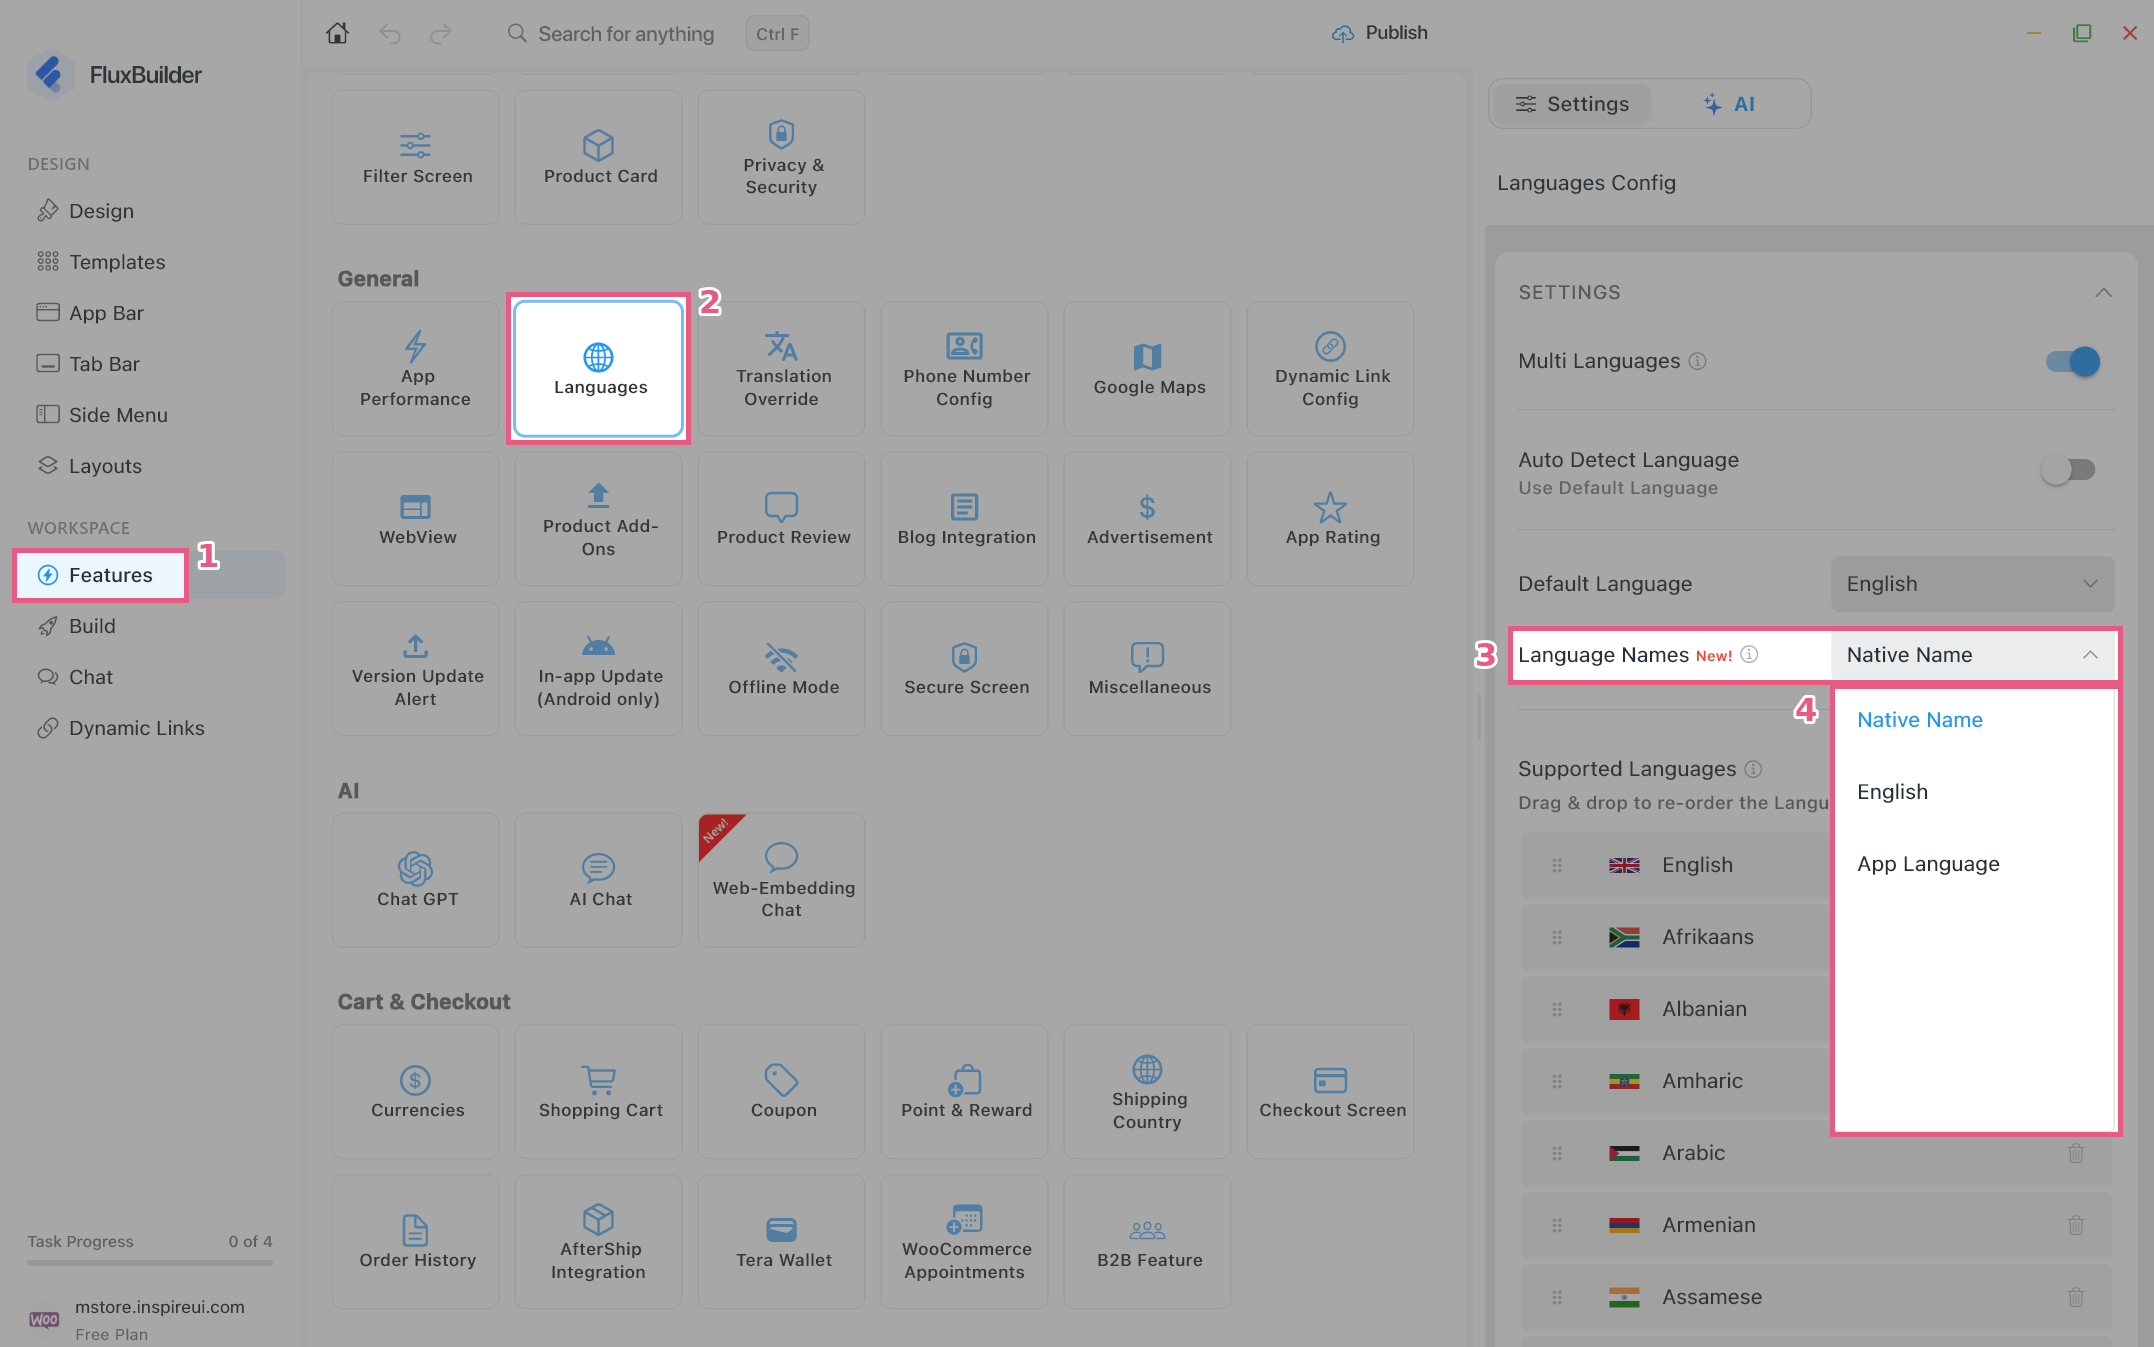 FluxBuilder
Search for anything
Ctrl F
Publish
DESIGN
Design
Templates
App Bar
Tab Bar
Side Menu
Layouts
WORKSPACE
Features
1
Build
Chat
Dynamic Links
Task Progress
0 of 4
WOO
mstore.inspireui.com
Free Plan
Filter Screen
Product Card
Privacy &
Security
General
App
Performance
Languages
2
Translation
Override
Phone Number
Config
Google Maps
Dynamic Link
Config
WebView
Product Add-
Ons
Product Review
Blog Integration
Advertisement
App Rating
Version Update
Alert
In-app Update
(Android only)
Offline Mode
Secure Screen
Miscellaneous
AI
Chat GPT
AI Chat
New!
Web-Embedding
Chat
Cart & Checkout
Currencies
Shopping Cart
Coupon
Point & Reward
Shipping
Country
Checkout Screen
Order History
AfterShip
Integration
Tera Wallet
WooCommerce
Appointments
B2B Feature
Settings
AI
Languages Config
SETTINGS
Multi Languages
Auto Detect Language
Use Default Language
Default Language
English
3
Language Names New!
Native Name
4
Native Name
English
App Language
Supported Languages
Drag & drop to re-order the Langu
English
Afrikaans
Albanian
Amharic
Arabic
Armenian
Assamese